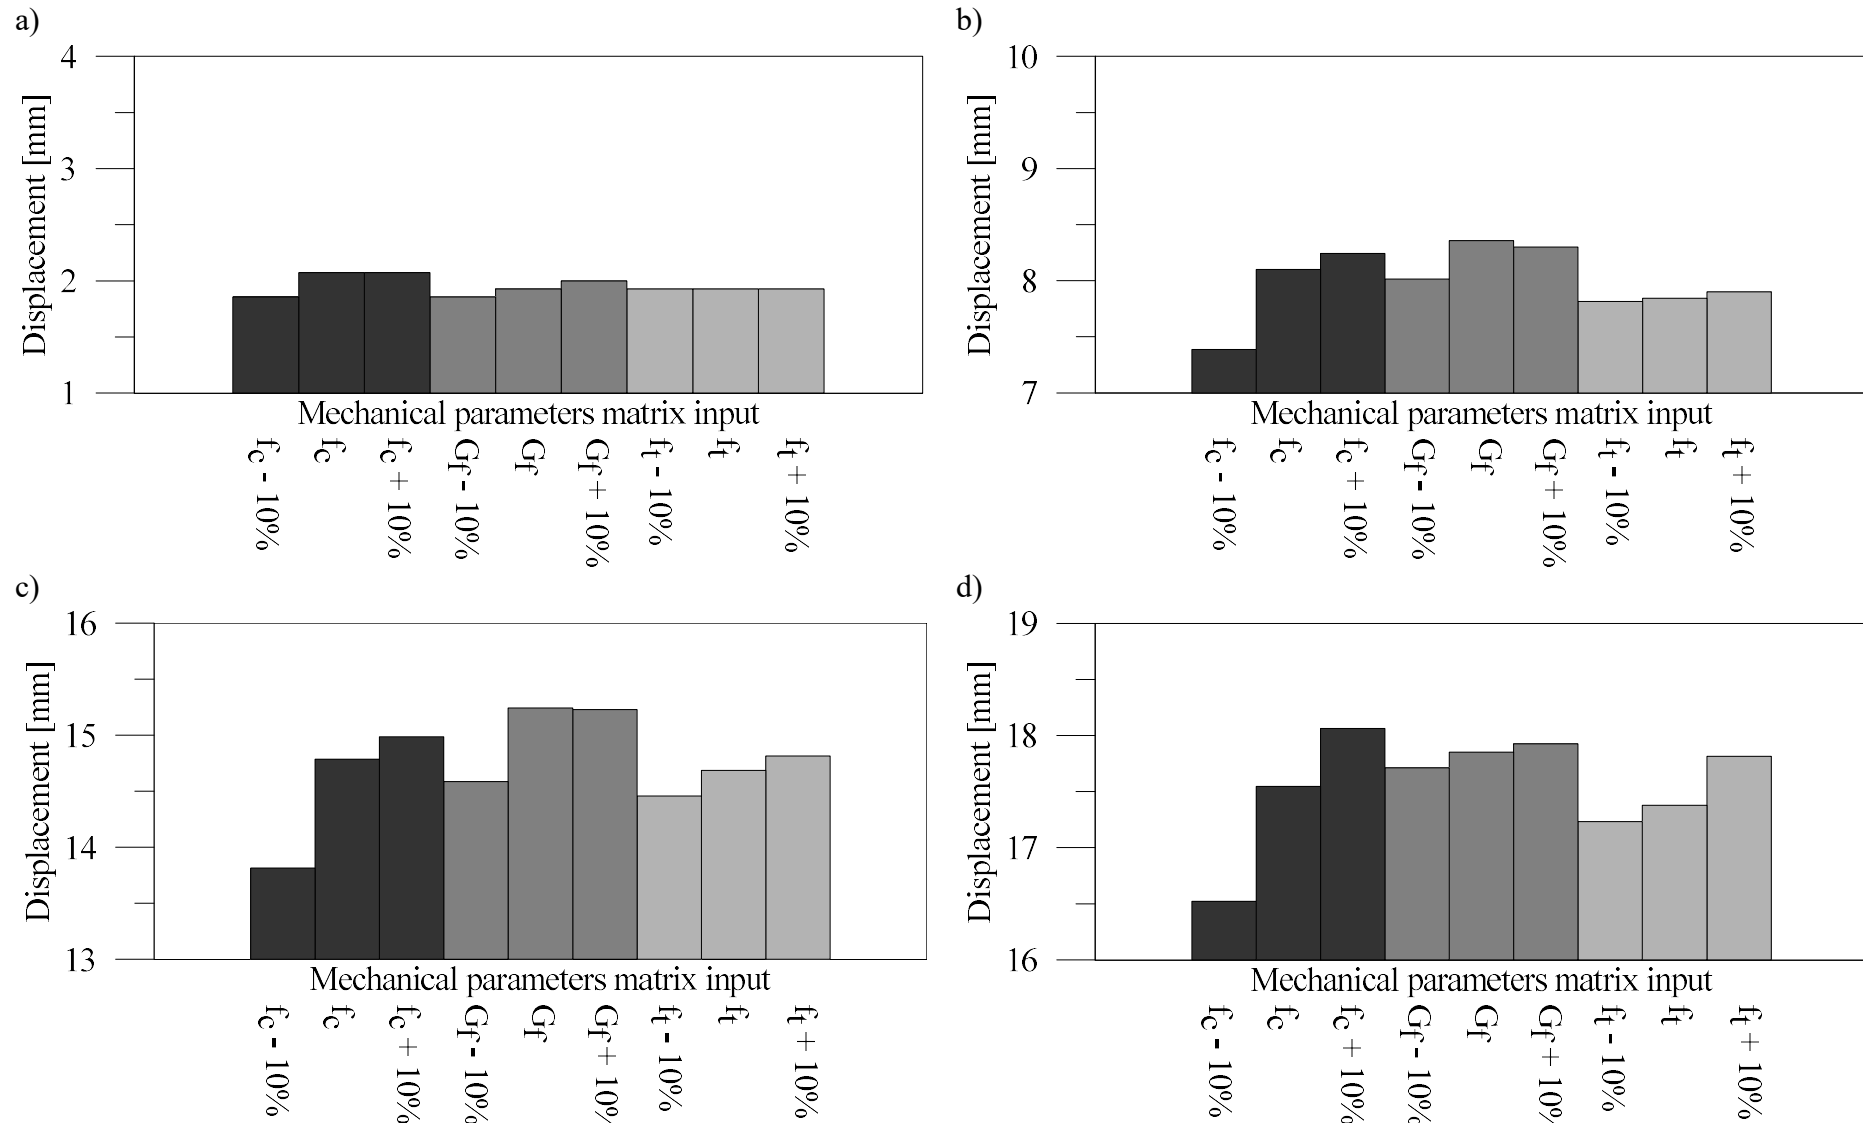 a)
4
3
2
1
Displacement [mm]
Mechanical parameters matrix input
fc - 10%
fc
fc + 10%
Gf - 10%
Gf
Gf + 10%
ft - 10%
ft
ft + 10%
b)
10
9
8
7
Displacement [mm]
Mechanical parameters matrix input
fc - 10%
fc
fc + 10%
Gf - 10%
Gf
Gf + 10%
ft - 10%
ft
ft + 10%
c)
16
15
14
13
Displacement [mm]
Mechanical parameters matrix input
fc - 10%
fc
fc + 10%
Gf - 10%
Gf
Gf + 10%
ft - 10%
ft
ft + 10%
d)
19
18
17
16
Displacement [mm]
Mechanical parameters matrix input
fc - 10%
fc
fc + 10%
Gf - 10%
Gf
Gf + 10%
ft - 10%
ft
ft + 10%